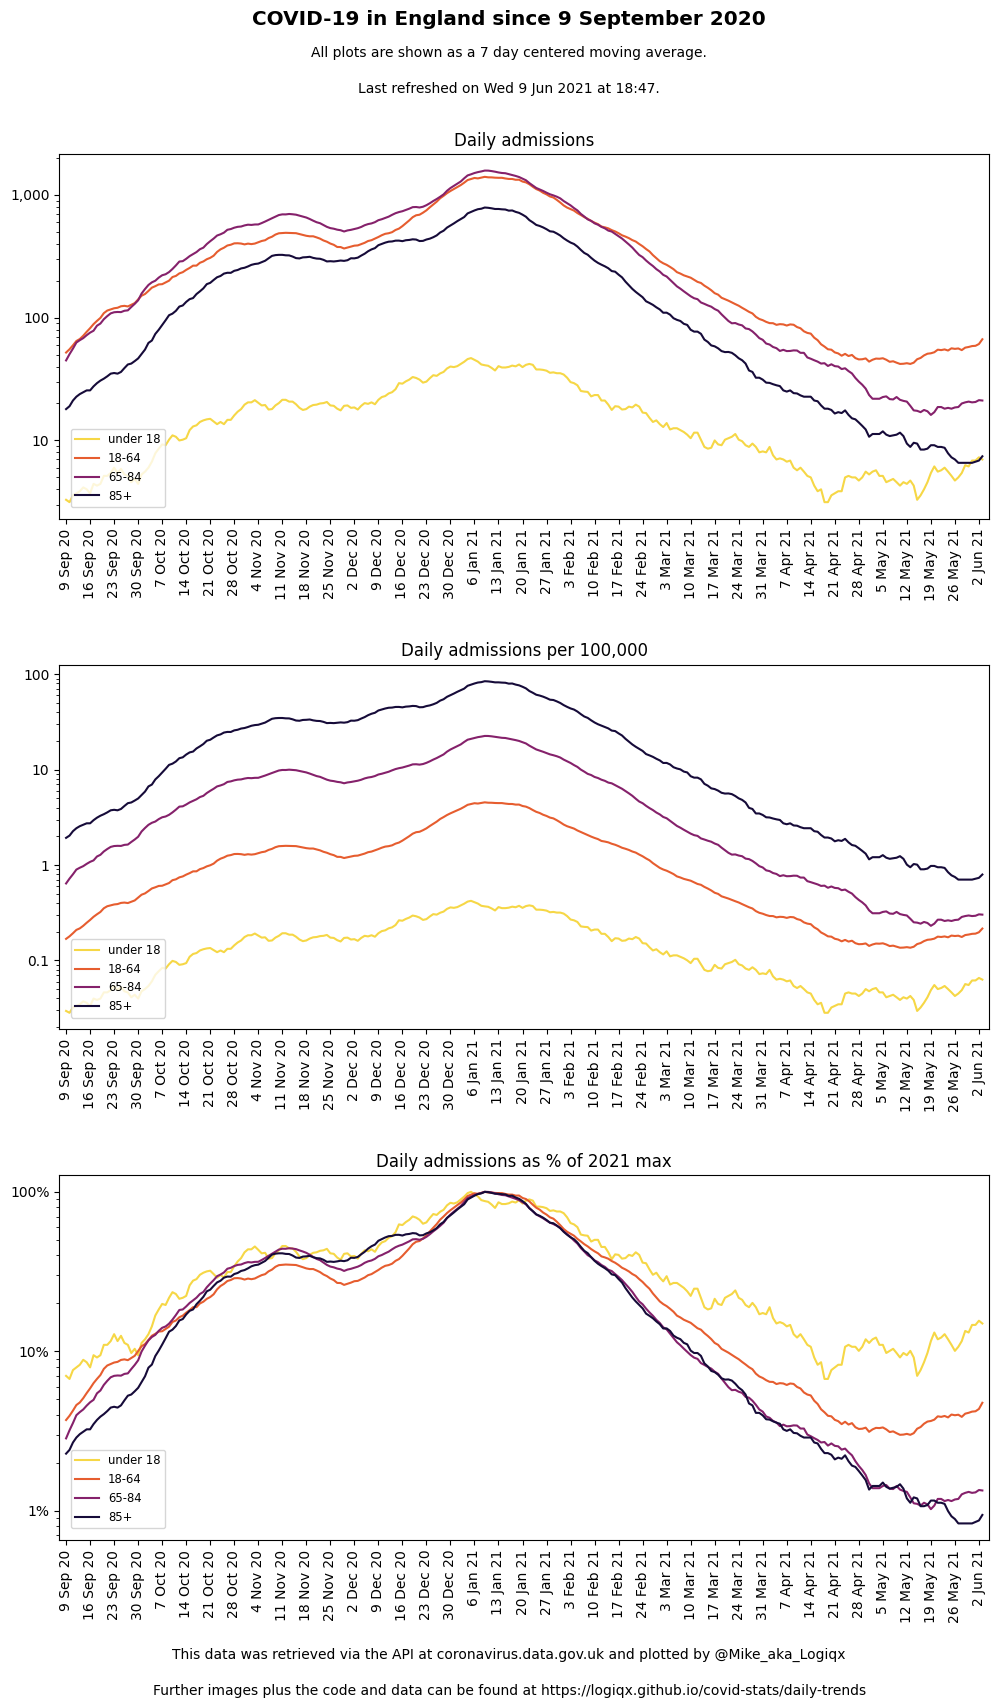 COVID-19 in England since 9 September 2020
All plots are shown as a 7 day centered moving average.
Last refreshed on Wed 9 Jun 2021 at 18:47.
Daily admissions
1,000
100
10
under 18
18-64
65-84
85+
9 Sep 20
16 Sep 20
23 Sep 20
30 Sep 20
7 Oct 20
14 Oct 20
21 Oct 20
28 Oct 20
4 Nov 20
11 Nov 20
18 Nov 20
25 Nov 20
2 Dec 20
9 Dec 20
16 Dec 20
23 Dec 20
30 Dec 20
6 Jan 21
13 Jan 21
20 Jan 21
27 Jan 21
3 Feb 21
10 Feb 21
17 Feb 21
24 Feb 21
3 Mar 21
10 Mar 21
17 Mar 21
24 Mar 21
31 Mar 21
7 Apr 21
14 Apr 21
21 Apr 21
28 Apr 21
5 May 21
12 May 21
19 May 21
26 May 21
2 Jun 21
Daily admissions per 100,000
100
10
1
0.1
under 18
18-64
65-84
85+
9 Sep 20
16 Sep 20
23 Sep 20
30 Sep 20
7 Oct 20
14 Oct 20
21 Oct 20
28 Oct 20
4 Nov 20
11 Nov 20
18 Nov 20
25 Nov 20
2 Dec 20
9 Dec 20
16 Dec 20
23 Dec 20
30 Dec 20
6 Jan 21
13 Jan 21
20 Jan 21
27 Jan 21
3 Feb 21
10 Feb 21
17 Feb 21
24 Feb 21
3 Mar 21
10 Mar 21
17 Mar 21
24 Mar 21
31 Mar 21
7 Apr 21
14 Apr 21
21 Apr 21
28 Apr 21
5 May 21
12 May 21
19 May 21
26 May 21
2 Jun 21
Daily admissions as % of 2021 max
100%
10%
1%
under 18
18-64
65-84
85+
9 Sep 20
16 Sep 20
23 Sep 20
30 Sep 20
7 Oct 20
14 Oct 20
21 Oct 20
28 Oct 20
4 Nov 20
11 Nov 20
18 Nov 20
25 Nov 20
2 Dec 20
9 Dec 20
16 Dec 20
23 Dec 20
30 Dec 20
6 Jan 21
13 Jan 21
20 Jan 21
27 Jan 21
3 Feb 21
10 Feb 21
17 Feb 21
24 Feb 21
3 Mar 21
10 Mar 21
17 Mar 21
24 Mar 21
31 Mar 21
7 Apr 21
14 Apr 21
21 Apr 21
28 Apr 21
5 May 21
12 May 21
19 May 21
26 May 21
2 Jun 21
This data was retrieved via the API at coronavirus.data.gov.uk and plotted by @Mike_aka_Logiqx
Further images plus the code and data can be found at https://logiqx.github.io/covid-stats/daily-trends